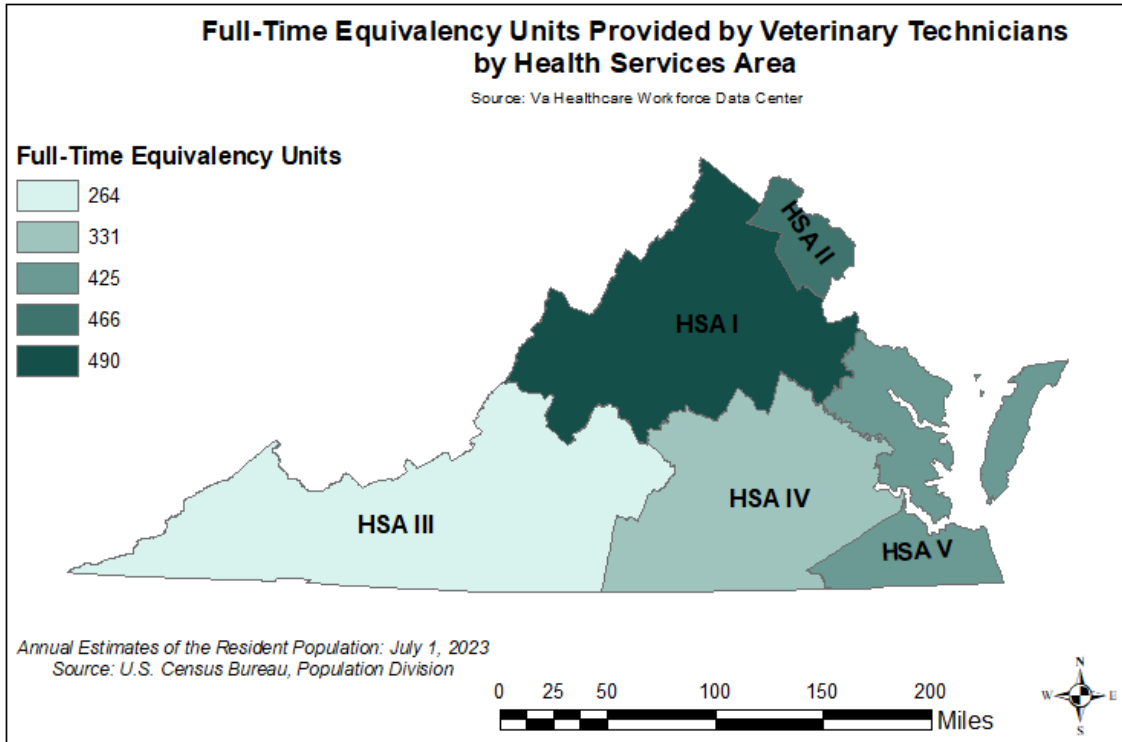 Full-Time Equivalency Units Provided by Veterinary Technicians
by Health Services Area
Source: Va Healthcare Workforce Data Center
Full-Time Equivalency Units
264
331
425
466
490
HSA II
HSA I
HSA IV
HSA III
HSA V
Annual Estimates of the Resident Population: July 1, 2023
Source: U.S. Census Bureau, Population Division
0 25 50 100 150 200
Miles
N
W E
S